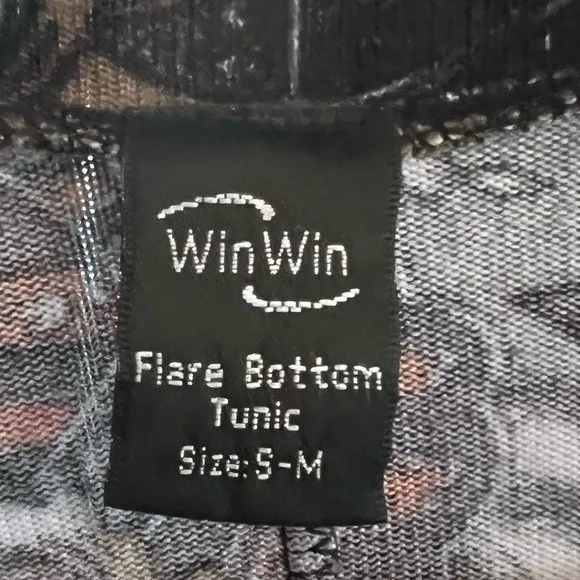 WinWin
Flare Bottom
Tunic
Size:S-M